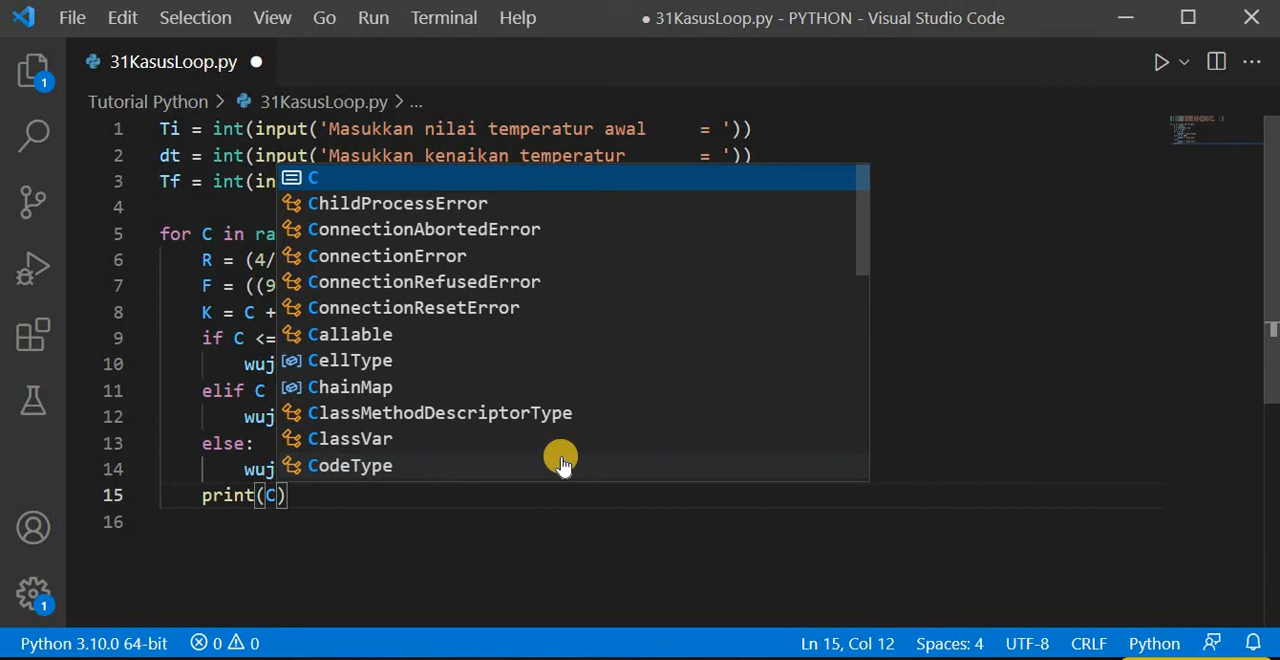 File Edit Selection View Go Run Terminal Help ● 31KasusLoop.py - PYTHON - Visual Studio Code
1
31KasusLoop.py ●
Tutorial Python > 31KasusLoop.py > ...
1 Ti = int(input('Masukkan nilai temperatur awal     = '))
2 dt = int(input('Masukkan kenaikan temperatur       = '))
3 Tf = int(in
4
5 for C in ra
6 R = (4/
7 F = ((9
8 K = C +
9 if C <=
10 wuj
11 elif C
12 wuj
13 else:
14 wuj
15 print(C)
16
C
ChildProcessError
ConnectionAbortedError
ConnectionError
ConnectionRefusedError
ConnectionResetError
Callable
CellType
ChainMap
ClassMethodDescriptorType
ClassVar
CodeType
1
Python 3.10.0 64-bit 0 0 Ln 15, Col 12 Spaces: 4 UTF-8 CRLF Python